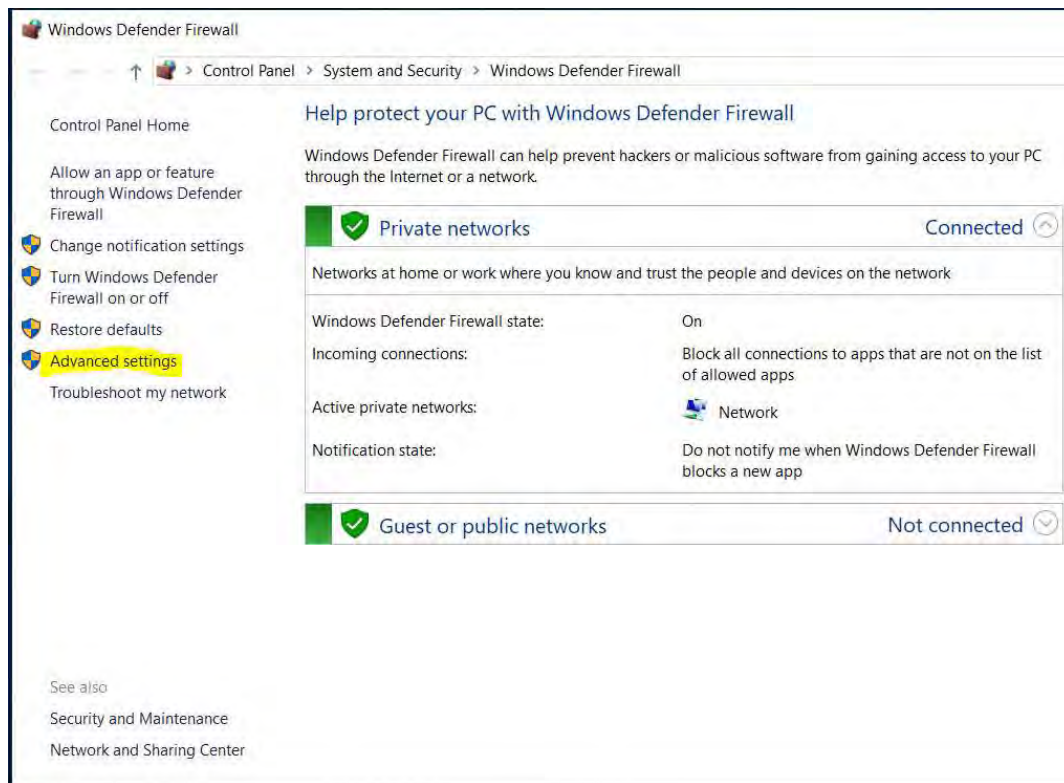 Windows Defender Firewall
Control Panel > System and Security > Windows Defender Firewall
Control Panel Home
Allow an app or feature
through Windows Defender
Firewall
Change notification settings
Turn Windows Defender
Firewall on or off
Restore defaults
Advanced settings
Troubleshoot my network
See also
Security and Maintenance
Network and Sharing Center
Help protect your PC with Windows Defender Firewall
Windows Defender Firewall can help prevent hackers or malicious software from gaining access to your PC
through the Internet or a network.
Private networks Connected
Networks at home or work where you know and trust the people and devices on the network
Windows Defender Firewall state: On
Incoming connections: Block all connections to apps that are not on the list
of allowed apps
Active private networks: Network
Notification state: Do not notify me when Windows Defender Firewall
blocks a new app
Guest or public networks Not connected